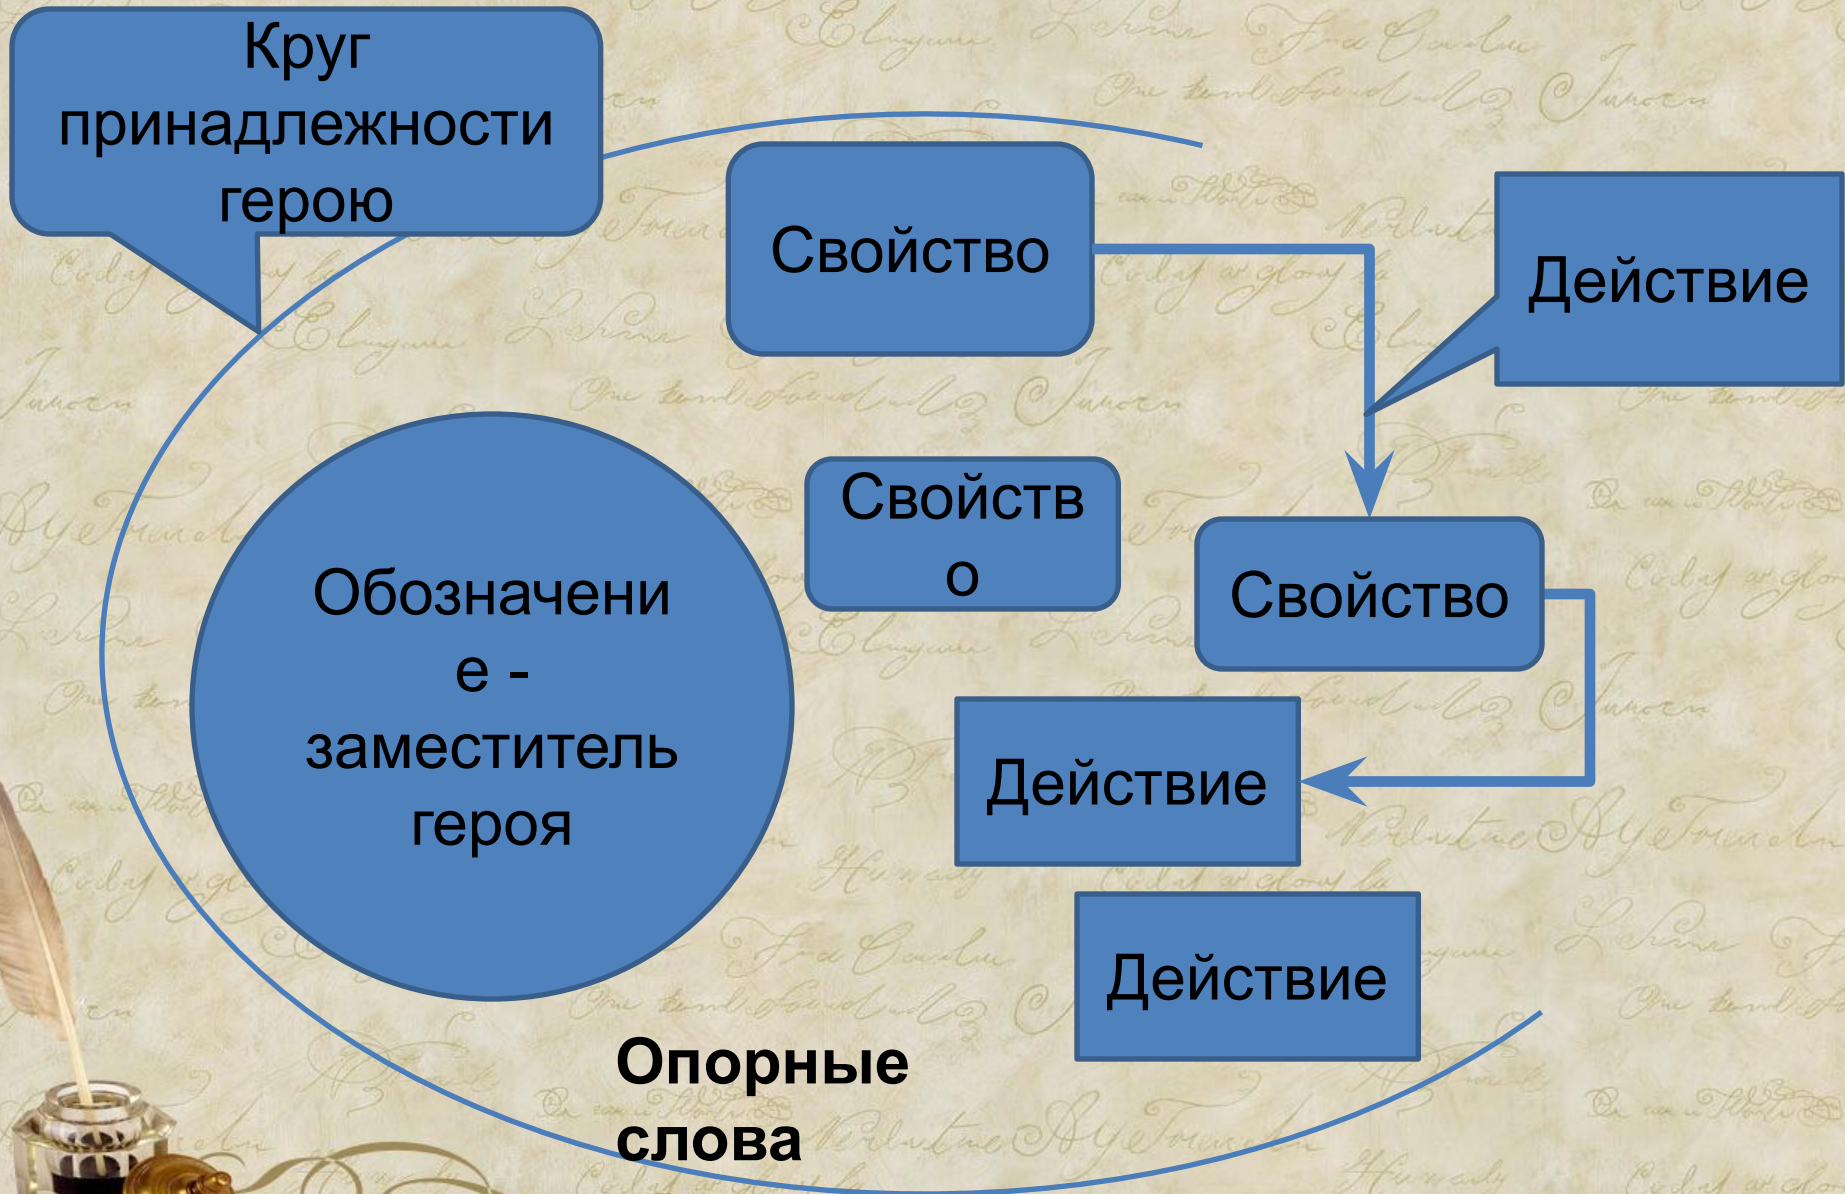 Круг
принадлежности
герою
Свойство
Действие
Свойств
о
Свойство
Обозначени
е -
заместитель
героя
Действие
Действие
Опорные
слова